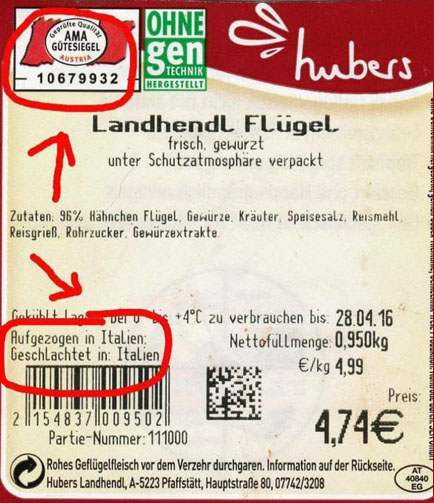 Geprüfte Qualität
AMA
GÜTESIEGEL
AUSTRIA
10679932
OHNE
gen
TECHNIK
HERGESTELLT
hubers
Landhendl Flügel
frisch, gewürzt
unter Schutzatmosphäre verpackt
Zutaten: 96% Hähnchen Flügel, Gewürze, Kräuter, Speisesalz, Reismehl,
Reisgrieß, Rohrzucker, Gewürzextrakte.
Gekühlt bei 0° bis +4°C zu verbrauchen bis: 28.04.16
Aufgezogen in Italien; Nettofüllmenge: 0,950kg
Geschlachtet in: Italien €/kg 4,99
Preis:
4,74€
2 154837 009502
Partie-Nummer: 111000
AT
40840
EG
Rohes Geflügelfleisch vor dem Verzehr durchgaren. Information auf der Rückseite.
Hubers Landhendl, A-5223 Pfaffstätt, Hauptstraße 80, 07742/3208